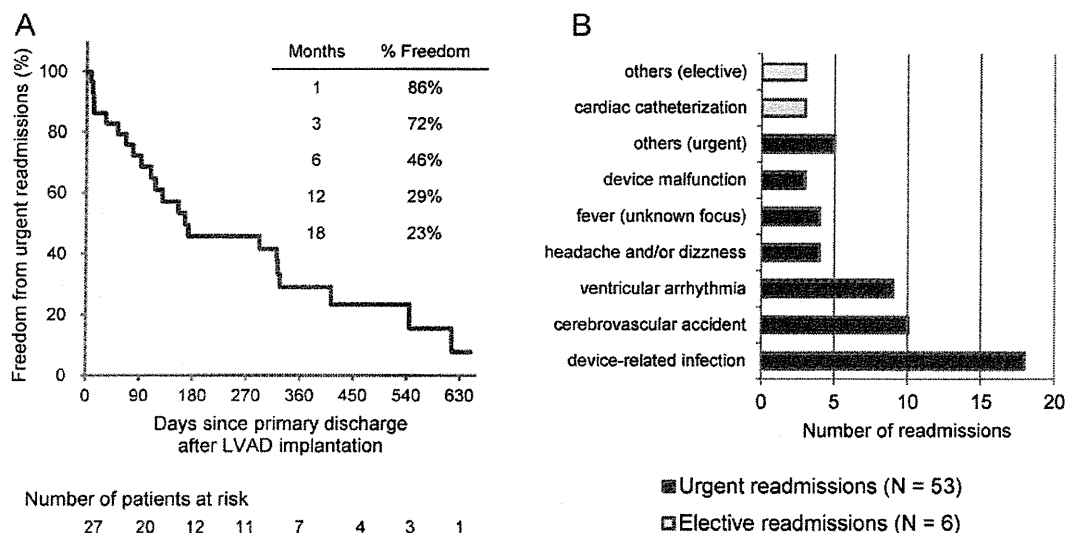 A
Freedom from urgent readmissions (%)
100
80
60
40
20
0
Months % Freedom
1 86%
3 72%
6 46%
12 29%
18 23%
0 90 180 270 360 450 540 630
Days since primary discharge
after LVAD implantation
Number of patients at risk
27 20 12 11 7 4 3 1
B
others (elective)
cardiac catheterization
others (urgent)
device malfunction
fever (unknown focus)
headache and/or dizziness
ventricular arrhythmia
cerebrovascular accident
device-related infection
0 5 10 15 20
Number of readmissions
Urgent readmissions (N = 53)
Elective readmissions (N = 6)